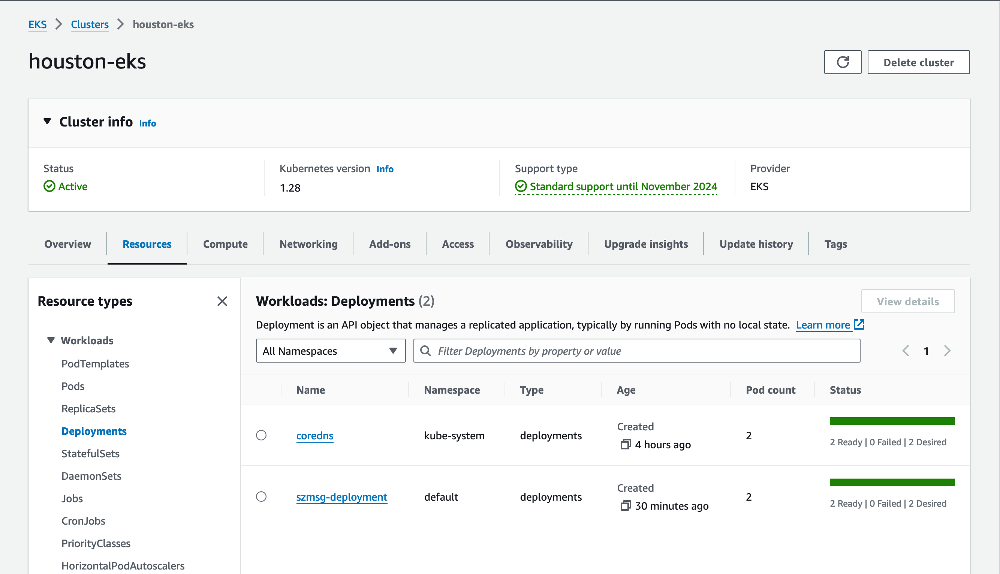 EKS > Clusters > houston-eks
houston-eks
Delete cluster
Cluster info Info
Status
Active
Kubernetes version Info
1.28
Support type
Standard support until November 2024
Provider
EKS
Overview Resources Compute Networking Add-ons Access Observability Upgrade insights Update history Tags
Resource types
Workloads
PodTemplates
Pods
ReplicaSets
Deployments
StatefulSets
DaemonSets
Jobs
CronJobs
PriorityClasses
HorizontalPodAutoscalers
Workloads: Deployments (2)
View details
Deployment is an API object that manages a replicated application, typically by running Pods with no local state. Learn more
All Namespaces
Filter Deployments by property or value
1
Name Namespace Type Age Pod count Status
coredns kube-system deployments Created 4 hours ago 2 2 Ready | 0 Failed | 2 Desired
szmsg-deployment default deployments Created 30 minutes ago 2 2 Ready | 0 Failed | 2 Desired